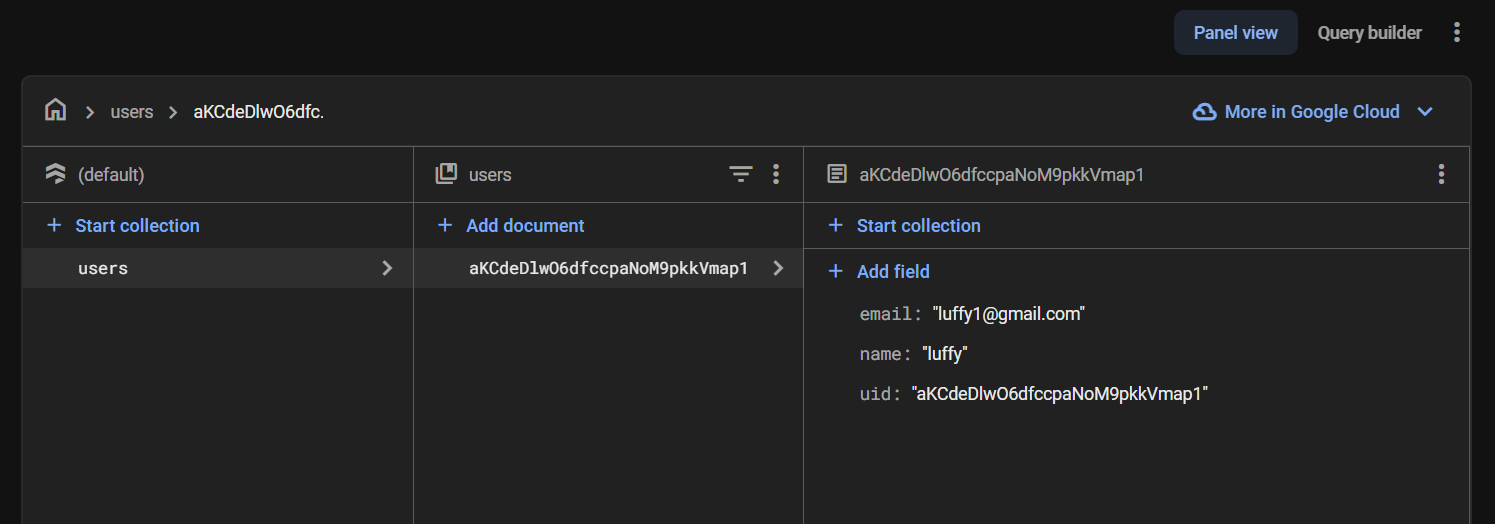 Panel view Query builder
users aKCdeDlwO6dfc.
More in Google Cloud
(default)
users
aKCdeDlwO6dfccpaNoM9pkkVmap1
+ Start collection
+ Add document
+ Start collection
users
aKCdeDlwO6dfccpaNoM9pkkVmap1
+ Add field
email: "luffy1@gmail.com"
name: "luffy"
uid: "aKCdeDlwO6dfccpaNoM9pkkVmap1"